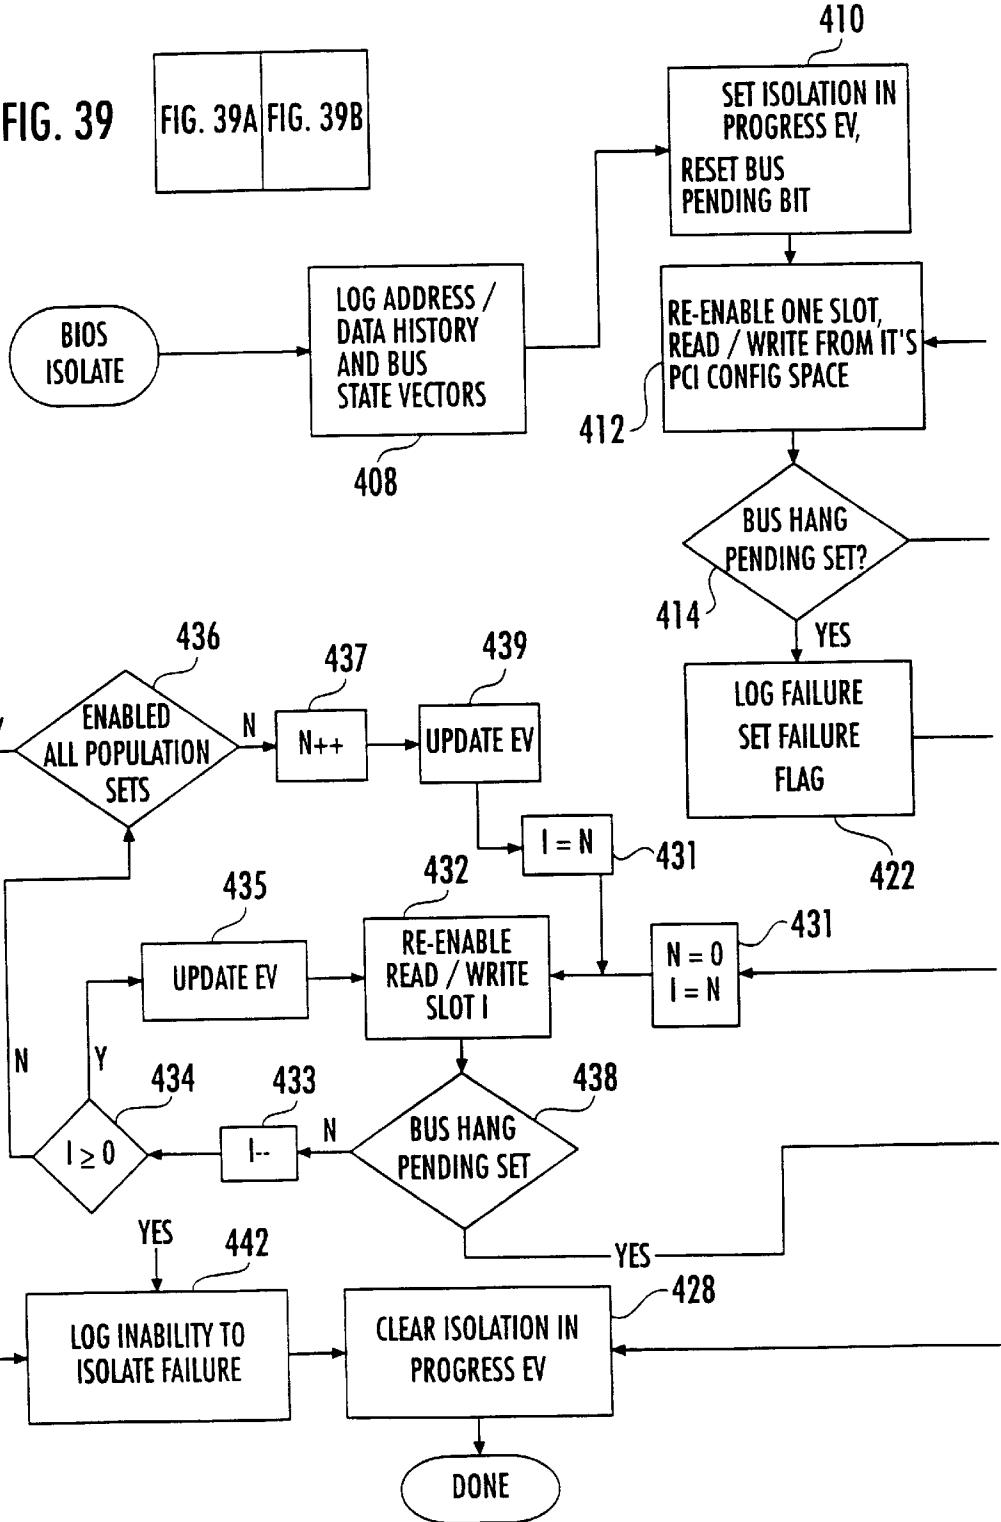 FIG. 39
FIG. 39A
FIG. 39B
410
SET ISOLATION IN
PROGRESS EV,
RESET BUS
PENDING BIT
BIOS
ISOLATE
LOG ADDRESS /
DATA HISTORY
AND BUS
STATE VECTORS
408
RE-ENABLE ONE SLOT,
READ / WRITE FROM IT'S
PCI CONFIG SPACE
412
BUS HANG
PENDING SET?
414
YES
LOG FAILURE
SET FAILURE
FLAG
422
436
ENABLED
ALL POPULATION
SETS
N
437
N++
439
UPDATE EV
I = N
431
432
RE-ENABLE
READ / WRITE
SLOT I
431
N = 0
I = N
435
UPDATE EV
N
Y
434
I ≥ 0
433
I--
N
438
BUS HANG
PENDING SET
YES
YES
442
LOG INABILITY TO
ISOLATE FAILURE
428
CLEAR ISOLATION IN
PROGRESS EV
DONE